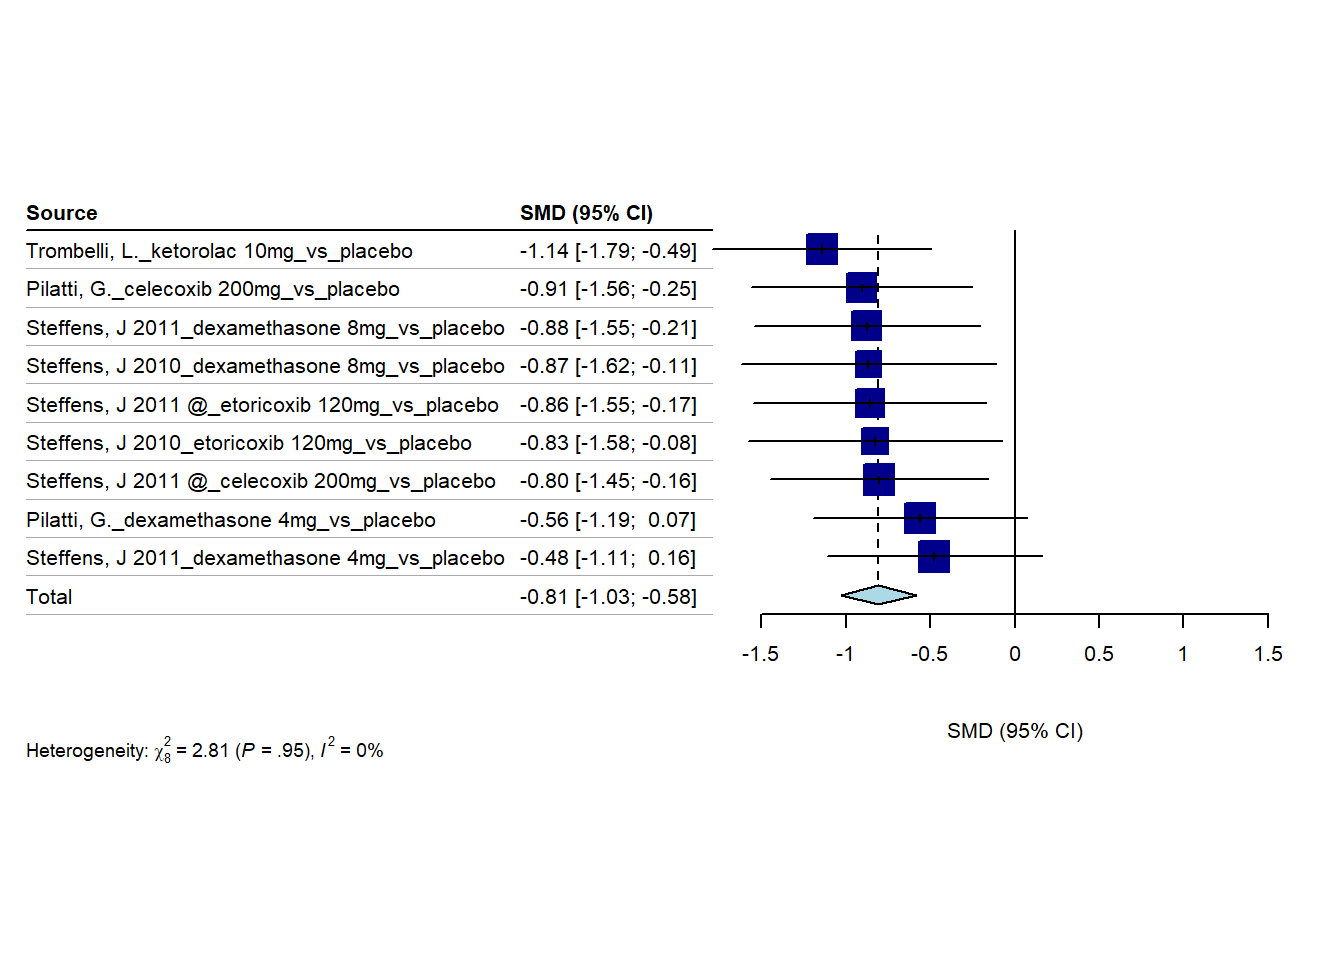 Source SMD (95% CI)
Trombelli, L._ketorolac 10mg_vs_placebo -1.14 [-1.79; -0.49]
Pilatti, G._celecoxib 200mg_vs_placebo -0.91 [-1.56; -0.25]
Steffens, J 2011_dexamethasone 8mg_vs_placebo -0.88 [-1.55; -0.21]
Steffens, J 2010_dexamethasone 8mg_vs_placebo -0.87 [-1.62; -0.11]
Steffens, J 2011 @_etoricoxib 120mg_vs_placebo -0.86 [-1.55; -0.17]
Steffens, J 2010_etoricoxib 120mg_vs_placebo -0.83 [-1.58; -0.08]
Steffens, J 2011 @_celecoxib 200mg_vs_placebo -0.80 [-1.45; -0.16]
Pilatti, G._dexamethasone 4mg_vs_placebo -0.56 [-1.19; 0.07]
Steffens, J 2011_dexamethasone 4mg_vs_placebo -0.48 [-1.11; 0.16]
Total -0.81 [-1.03; -0.58]
-1.5 -1 -0.5 0 0.5 1 1.5
SMD (95% CI)
Heterogeneity: χ²₈ = 2.81 (P = .95), I² = 0%